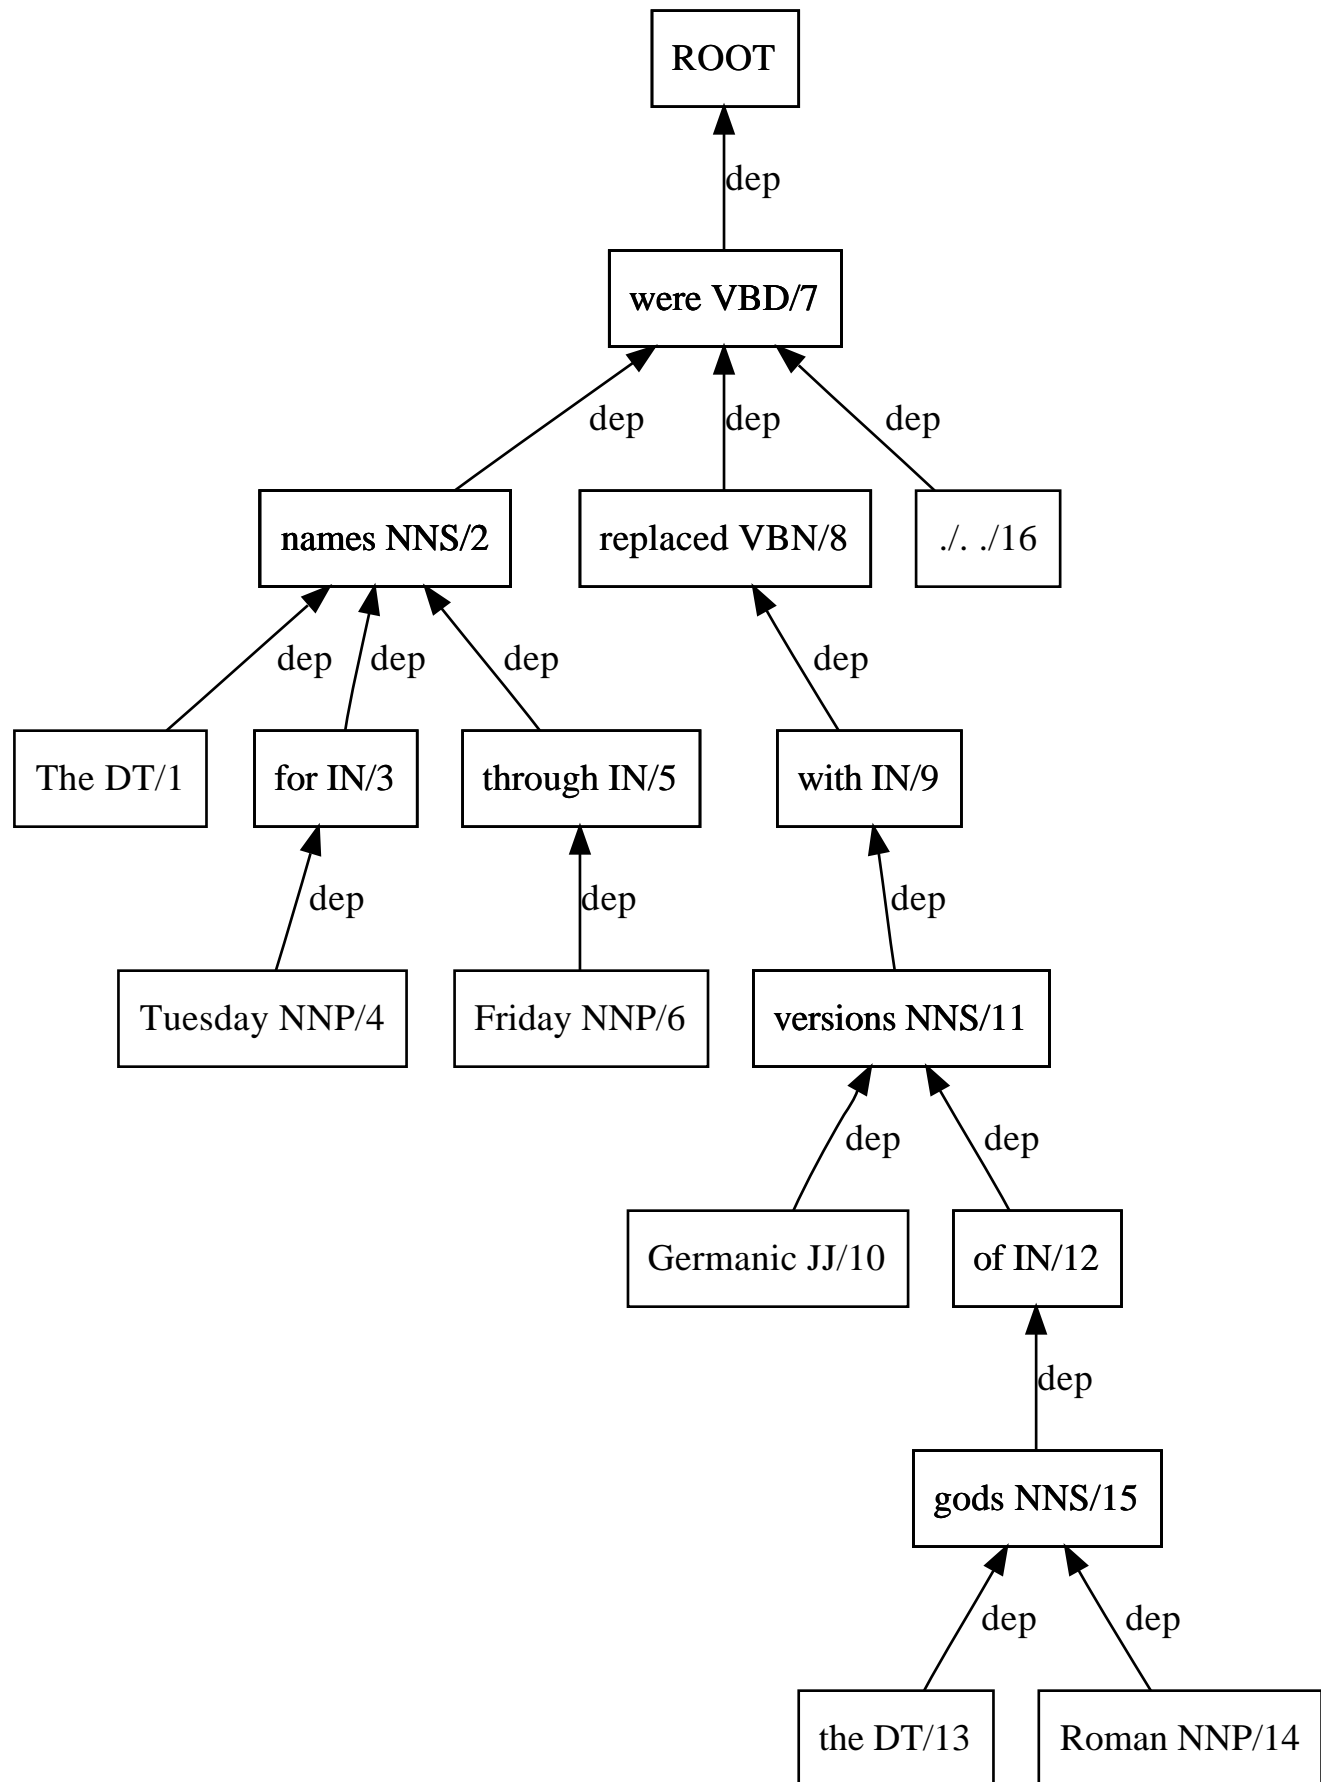 ROOT
dep
were VBD/7
dep dep dep
names NNS/2 replaced VBN/8 ./. ./16
dep dep dep dep
The DT/1 for IN/3 through IN/5 with IN/9
dep dep dep
Tuesday NNP/4 Friday NNP/6 versions NNS/11
dep dep
Germanic JJ/10 of IN/12
dep
gods NNS/15
dep dep
the DT/13 Roman NNP/14